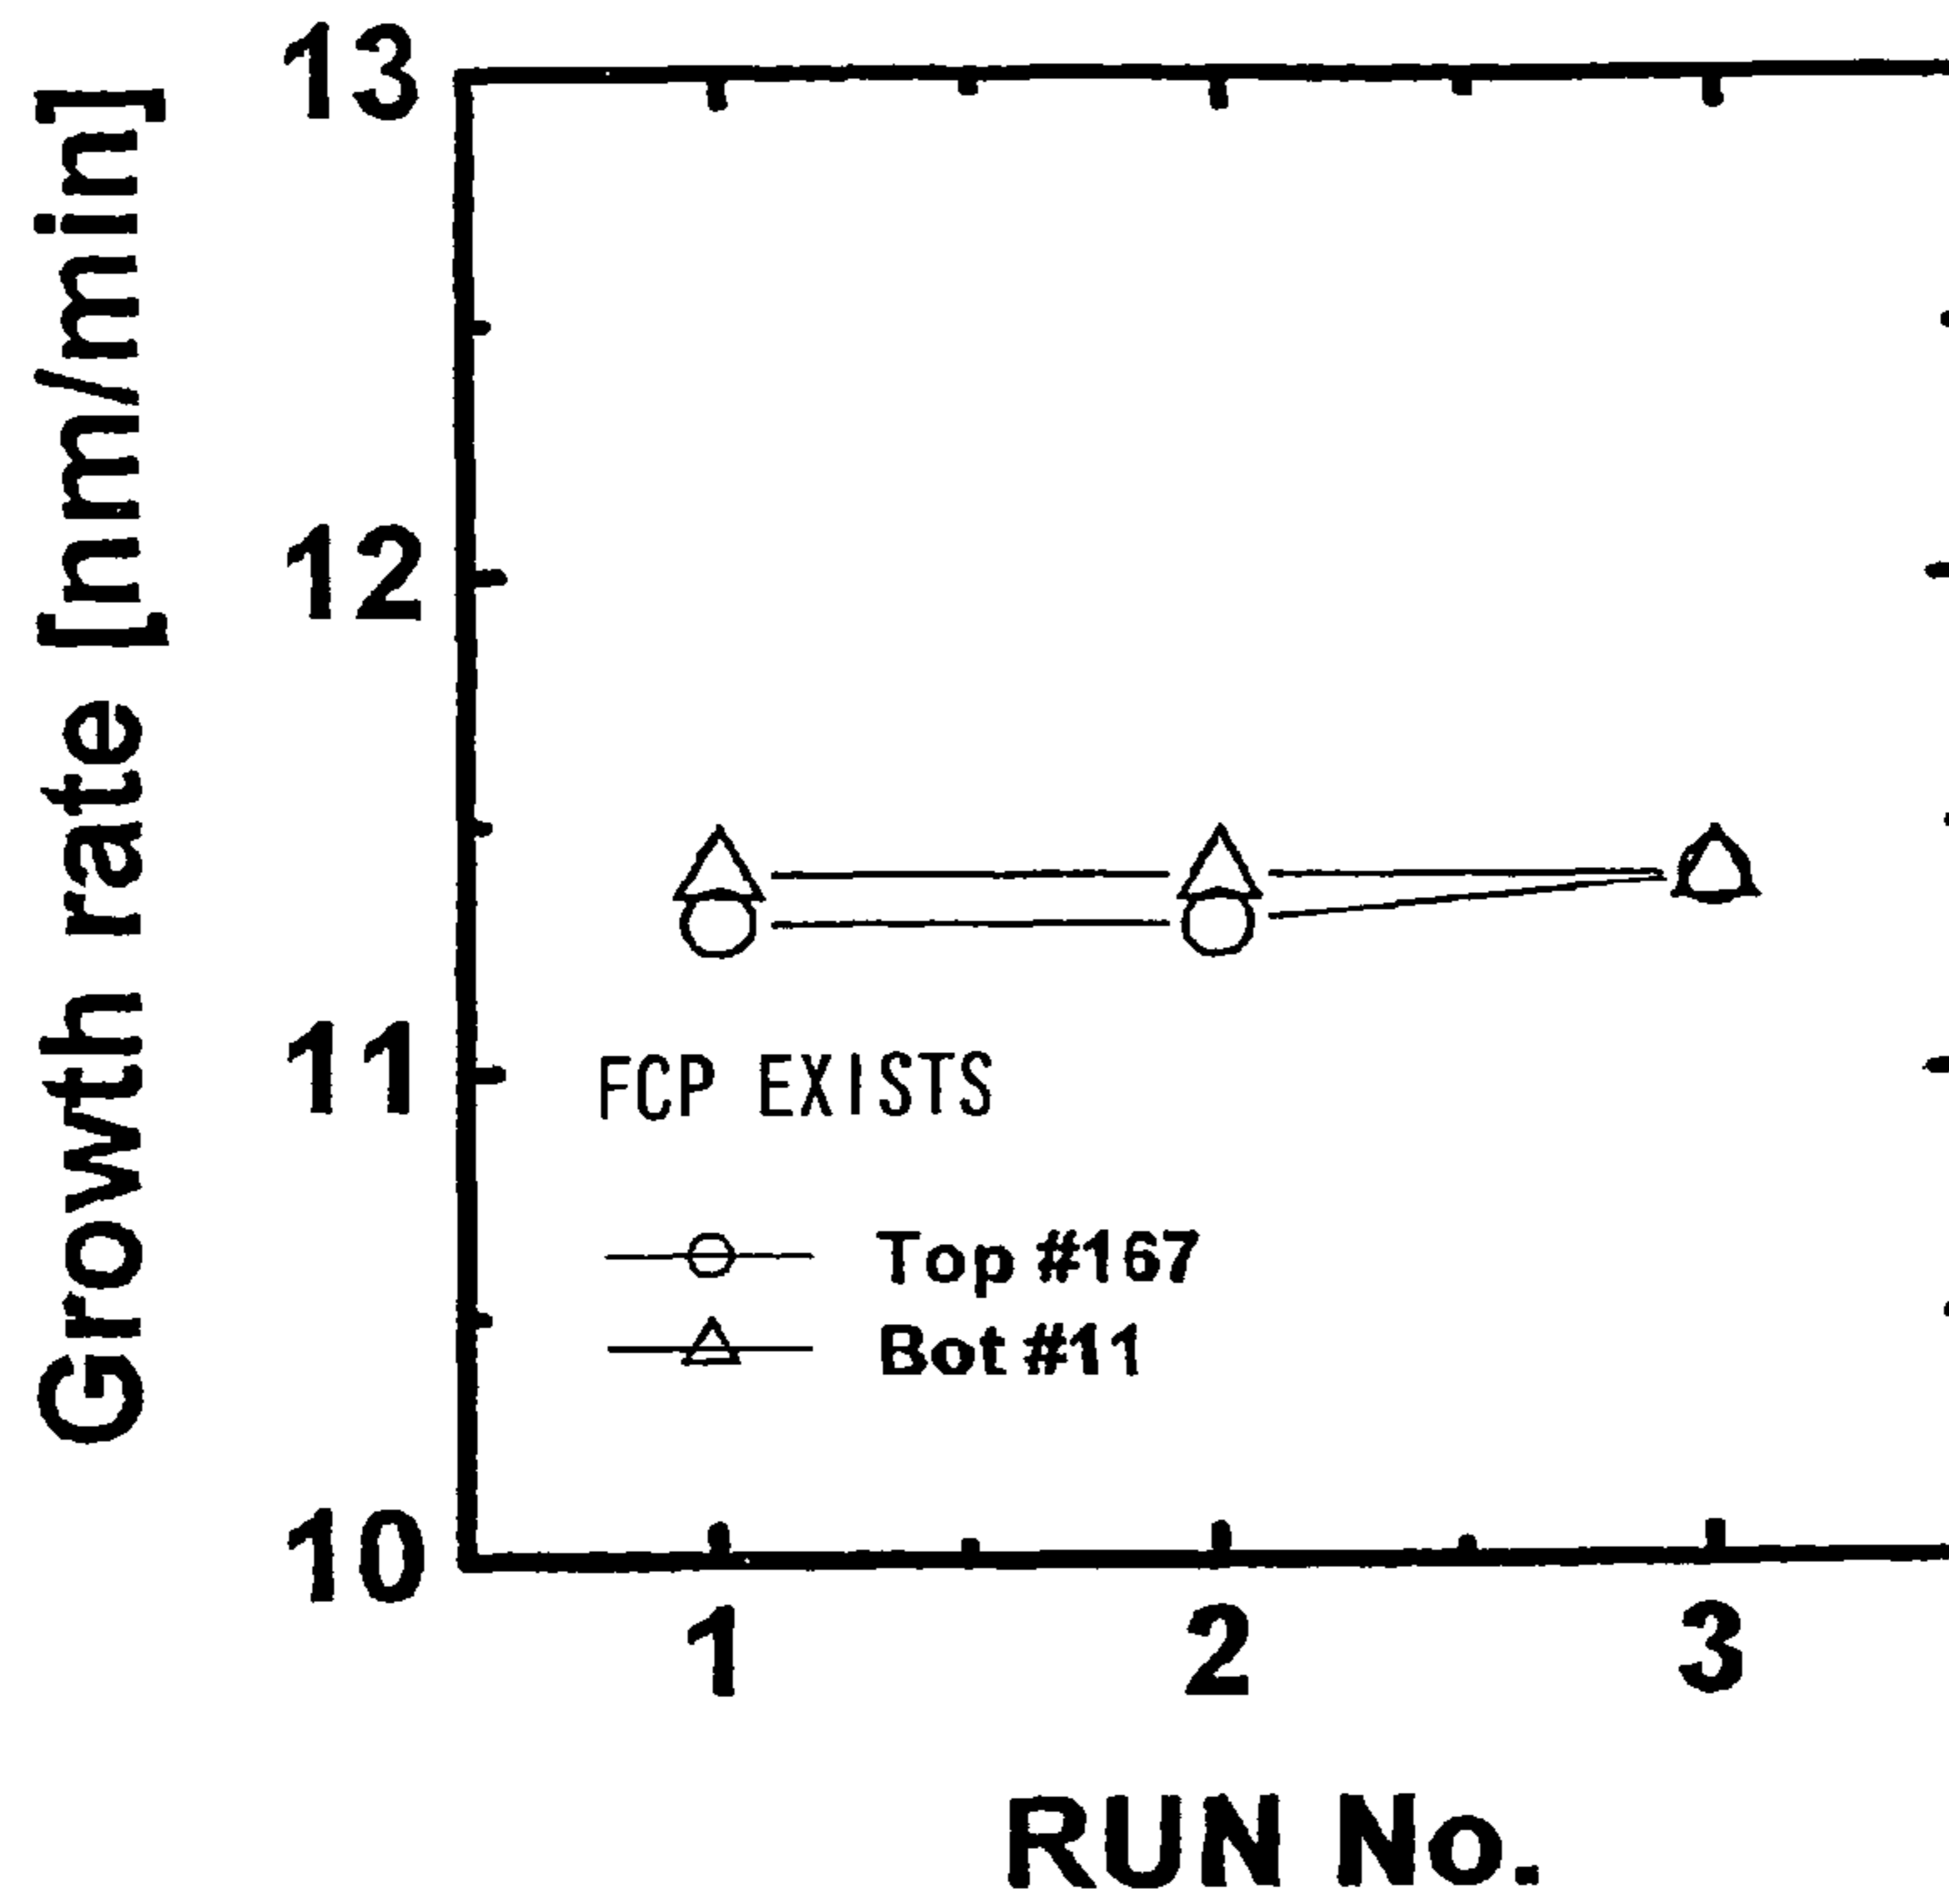 Growth rate [nm/min]
13
12
11
10
FCP EXISTS
Top #167
Bot #11
1 2 3
RUN No.